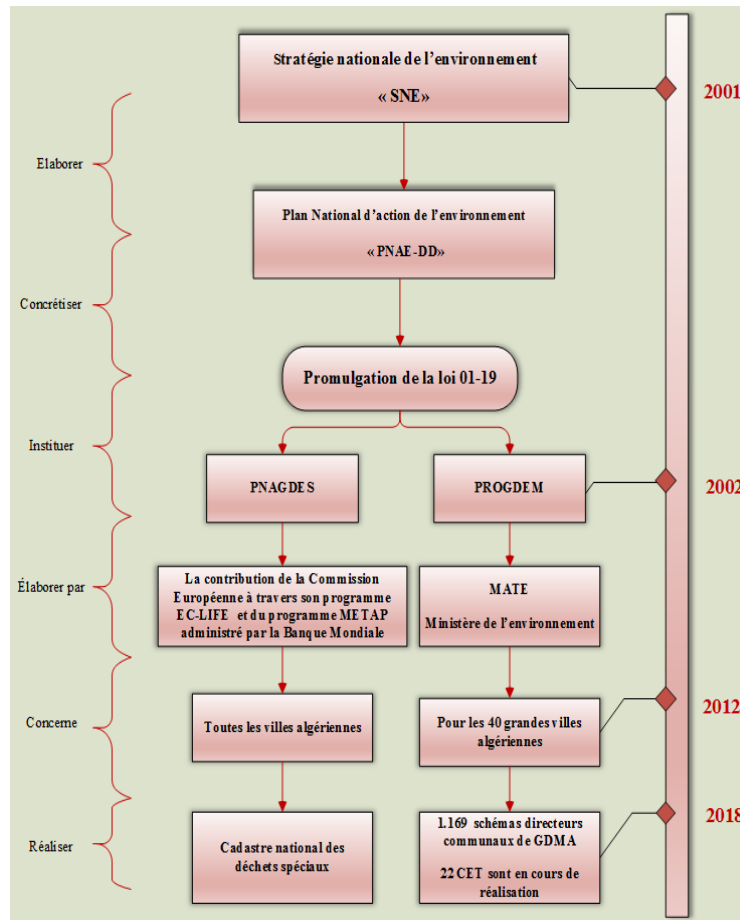 Stratégie nationale de l'environnement
« SNE»
2001
Elaborer
Plan National d'action de l'environnement
«PNAE-DD»
Concrétiser
Promulgation de la loi 01-19
Instituer
PNAGDES
PROGDEM
2002
Élaborer par
La contribution de la Commission
Européenne à travers son programme
EC-LIFE et du programme METAP
administré par la Banque Mondiale
MATE
Ministère de l'environnement
Concerne
Toutes les villes algériennes
Pour les 40 grandes villes
algériennes
2012
Réaliser
Cadastre national des
déchets spéciaux
1.169 schémas directeurs
communaux de GDMA
22 CET sont en cours de
réalisation
2018